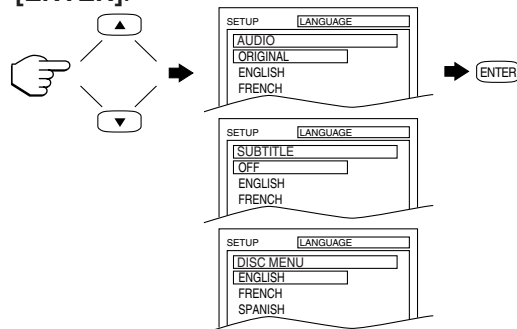 [ENTER].
SETUP LANGUAGE
AUDIO
ORIGINAL
ENGLISH
FRENCH
ENTER
SETUP LANGUAGE
SUBTITLE
OFF
ENGLISH
FRENCH
SETUP LANGUAGE
DISC MENU
ENGLISH
FRENCH
SPANISH